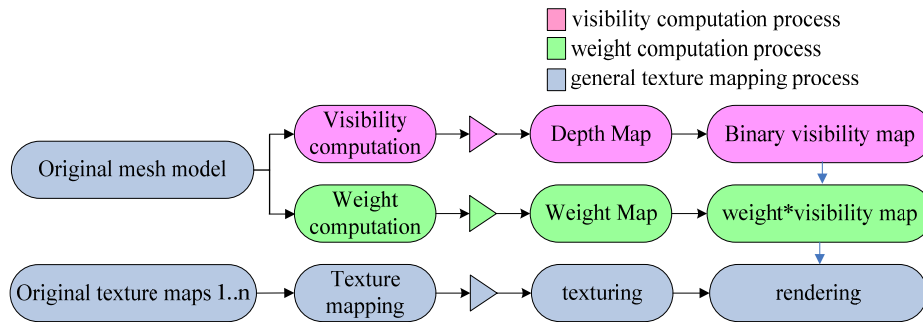 visibility computation process
weight computation process
general texture mapping process
Visibility
computation
Depth Map
Binary visibility map
Original mesh model
Weight
computation
Weight Map
weight*visibility map
Original texture maps 1..n
Texture
mapping
texturing
rendering